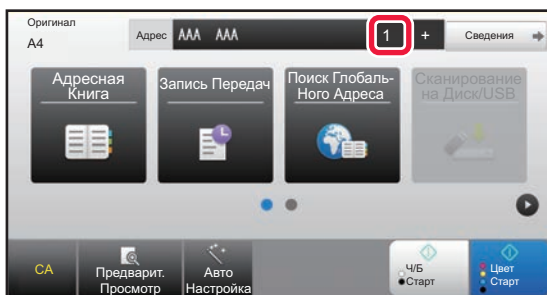 Оригинал
A4
Адрес
AAA AAA
1
+
Сведения
Адресная
Книга
Запись Передач
Поиск Глобаль-
Ного Адреса
Сканирование
на Диск/USB
CA
Предварит.
Просмотр
Авто
Настройка
Ч/Б
Старт
Цвет
Старт